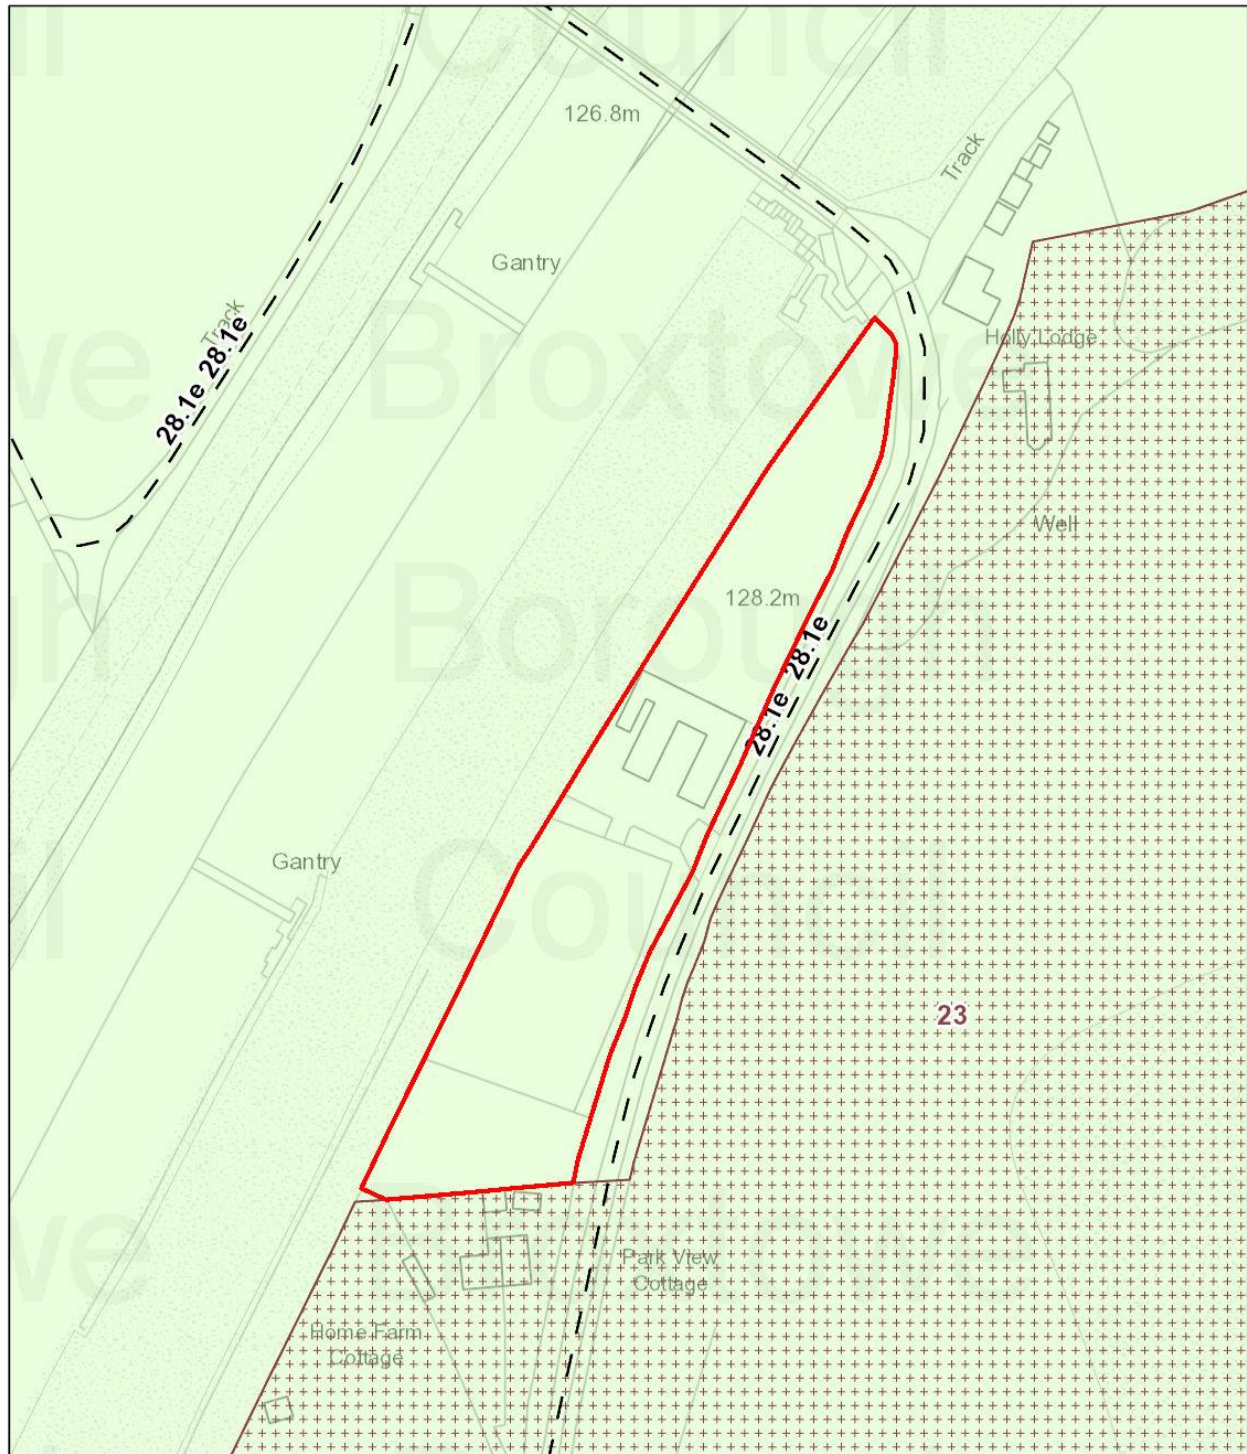 Council
126.8m
Track
Gantry
Track
28.1e 28.1e
Broxtowe
Holly Lodge
Well
128.2m
Borough
28.1e 28.1e
Gantry
Council
23
Park View
Cottage
Home Farm
Cottage